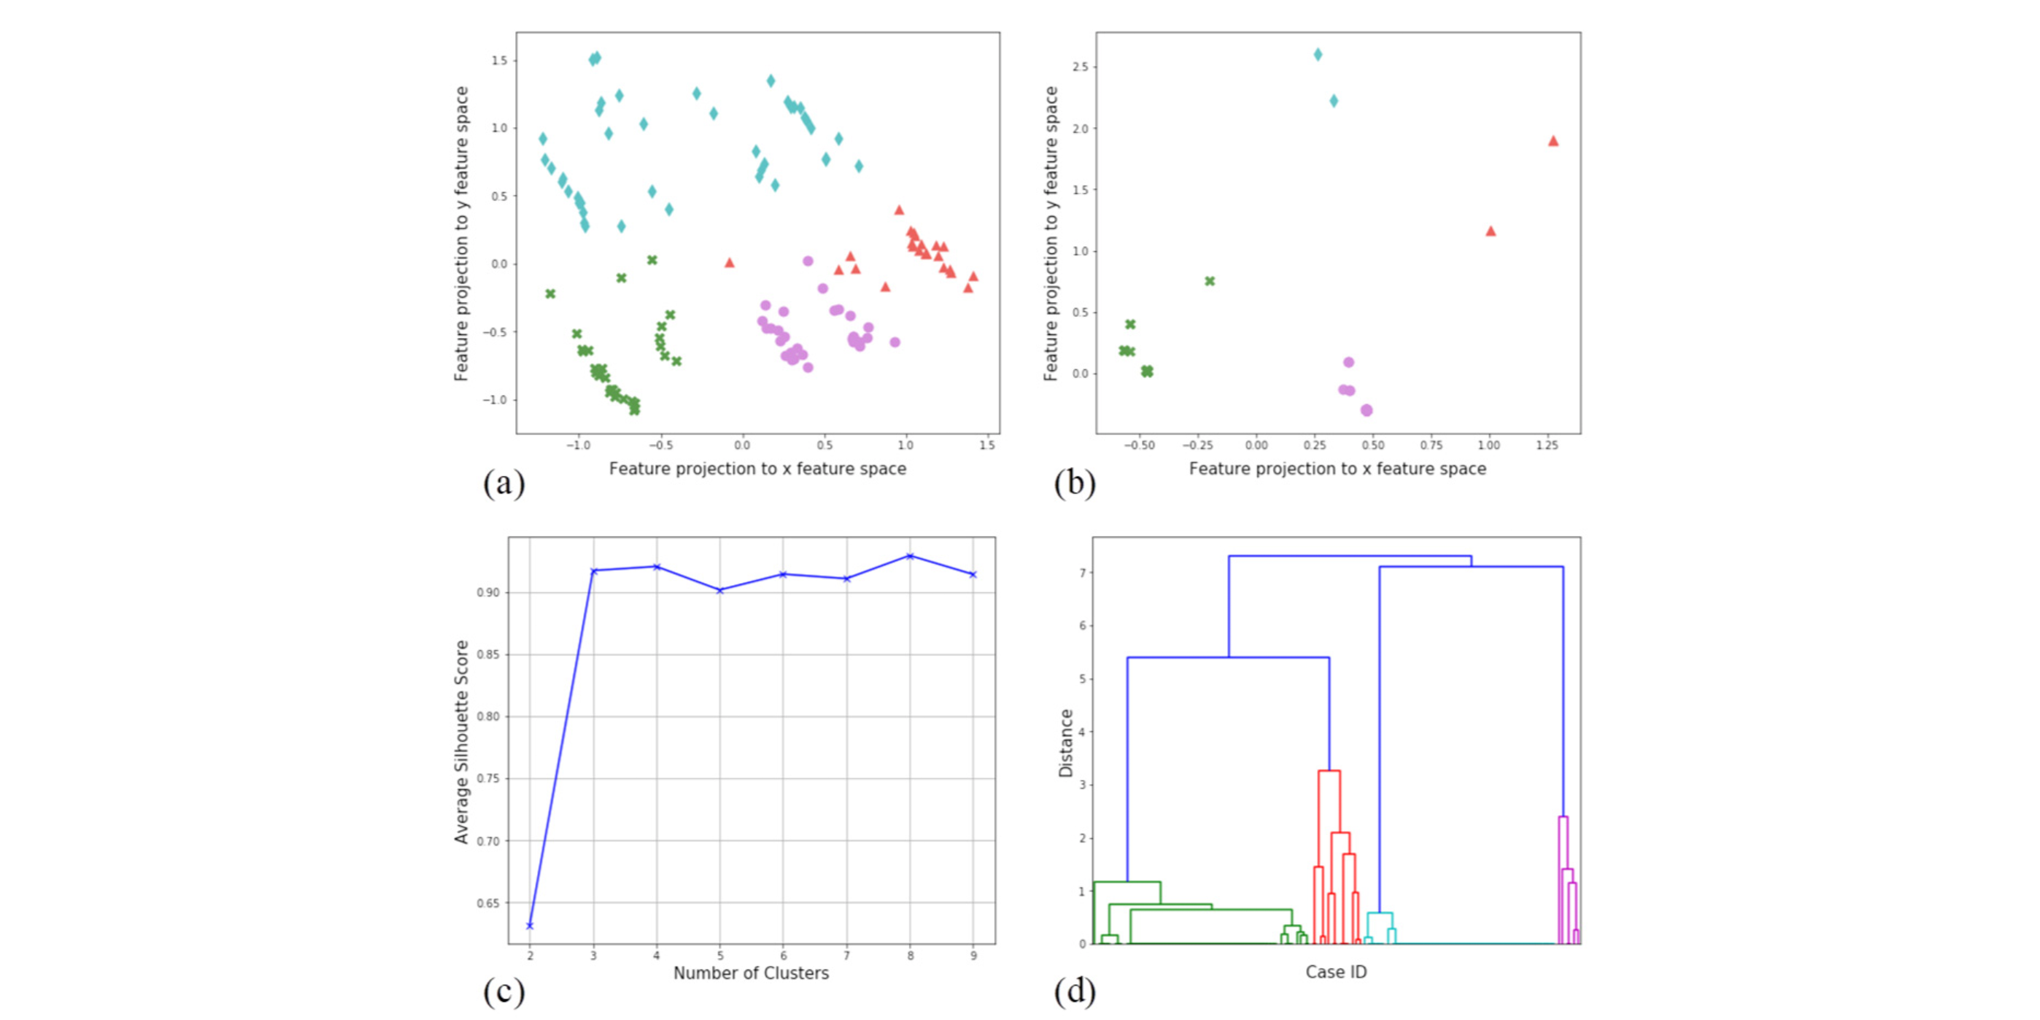 1.5
1.0
0.5
0.0
−0.5
−1.0
Feature projection to y feature space
−1.0 −0.5 0.0 0.5 1.0 1.5
Feature projection to x feature space
(a)
2.5
2.0
1.5
1.0
0.5
0.0
Feature projection to y feature space
−0.50 −0.25 0.00 0.25 0.50 0.75 1.00 1.25
Feature projection to x feature space
(b)
0.90
0.85
0.80
0.75
0.70
0.65
Average Silhouette Score
2 3 4 5 6 7 8 9
Number of Clusters
(c)
7
6
5
4
3
2
1
0
Distance
Case ID
(d)